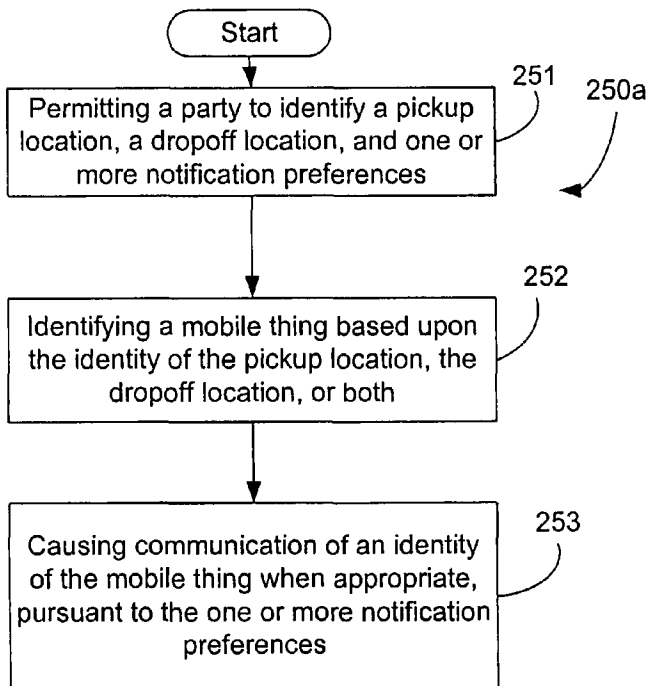 Start
251
250a
Permitting a party to identify a pickup
location, a dropoff location, and one or
more notification preferences
252
Identifying a mobile thing based upon
the identity of the pickup location, the
dropoff location, or both
253
Causing communication of an identity
of the mobile thing when appropriate,
pursuant to the one or more notification
preferences